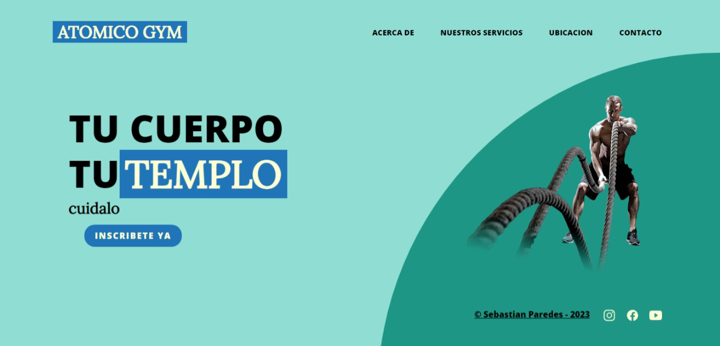 ATOMICO GYM
ACERCA DE NUESTROS SERVICIOS UBICACION CONTACTO
TU CUERPO
TU TEMPLO
cuidalo
INSCRIBETE YA
© Sebastian Paredes - 2023